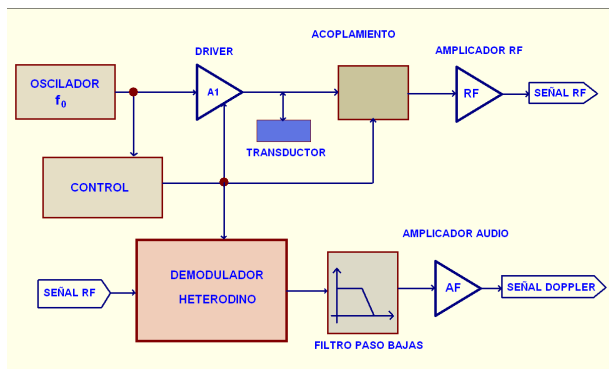 ACOPLAMIENTO
DRIVER
AMPLICADOR RF
OSCILADOR
f0
A1
RF
SEÑAL RF
TRANSDUCTOR
CONTROL
AMPLICADOR AUDIO
DEMODULADOR
HETERODINO
SEÑAL RF
AF
SEÑAL DOPPLER
FILTRO PASO BAJAS